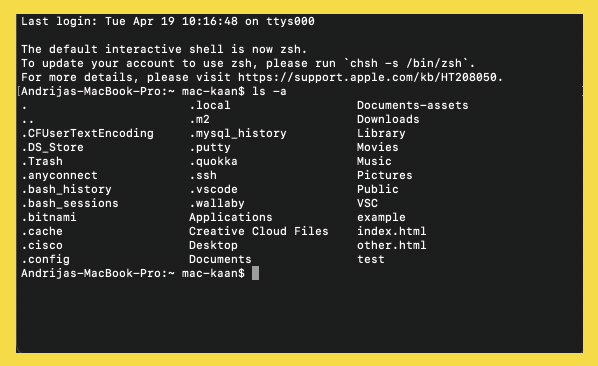 Last login: Tue Apr 19 10:16:48 on ttys000
The default interactive shell is now zsh.
To update your account to use zsh, please run `chsh -s /bin/zsh`.
For more details, please visit https://support.apple.com/kb/HT208050.
[Andrijas-MacBook-Pro:~ mac-kaan$ ls -a ]
. .local Documents-assets
.. .m2 Downloads
.CFUserTextEncoding .mysql_history Library
.DS_Store .putty Movies
.Trash .quokka Music
.anyconnect .ssh Pictures
.bash_history .vscode Public
.bash_sessions .wallaby VSC
.bitnami Applications example
.cache Creative Cloud Files index.html
.cisco Desktop other.html
.config Documents test
Andrijas-MacBook-Pro:~ mac-kaan$